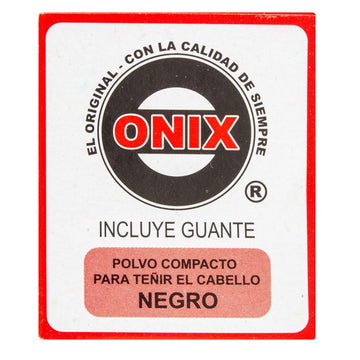 EL ORIGINAL - CON LA CALIDAD DE SIEMPRE
ONIX
®
INCLUYE GUANTE
POLVO COMPACTO
PARA TEÑIR EL CABELLO
NEGRO